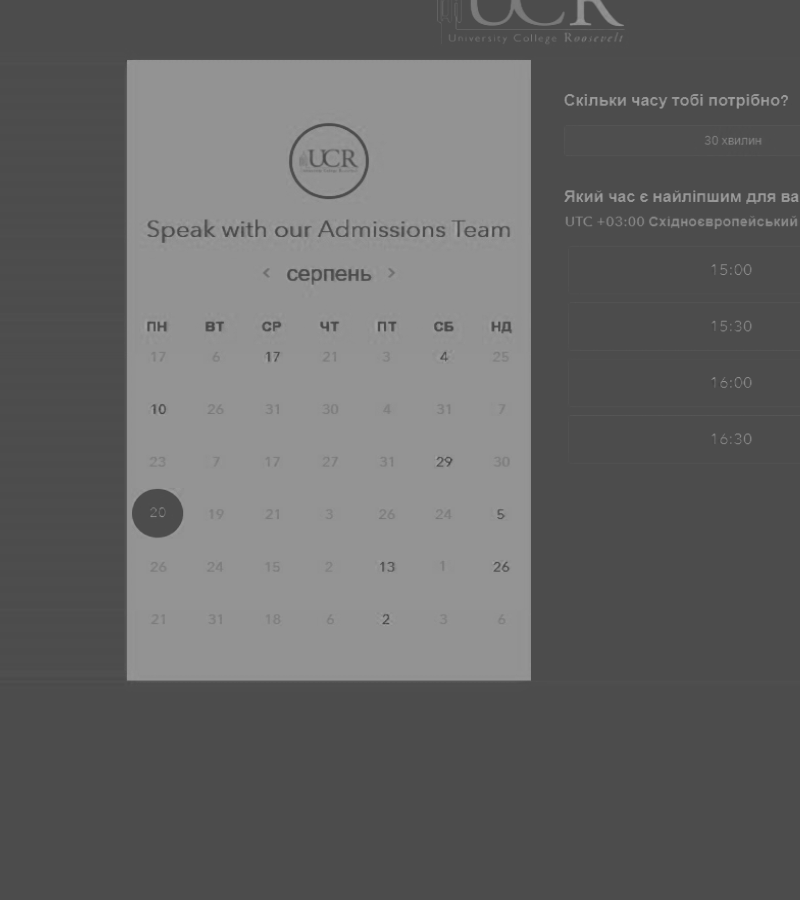 UCR
University College Roosevelt
UCR
Speak with our Admissions Team
< серпень >
ПН ВТ СР ЧТ ПТ СБ НД
17 6 17 21 3 4 25
10 26 31 30 4 31 7
23 7 17 27 31 29 30
20 19 21 3 26 24 5
26 24 15 2 13 1 26
21 31 18 6 2 3 6
Скільки часу тобі потрібно?
30 хвилин
Який час є найліпшим для ва
UTC +03:00 Східноєвропейський
15:00
15:30
16:00
16:30